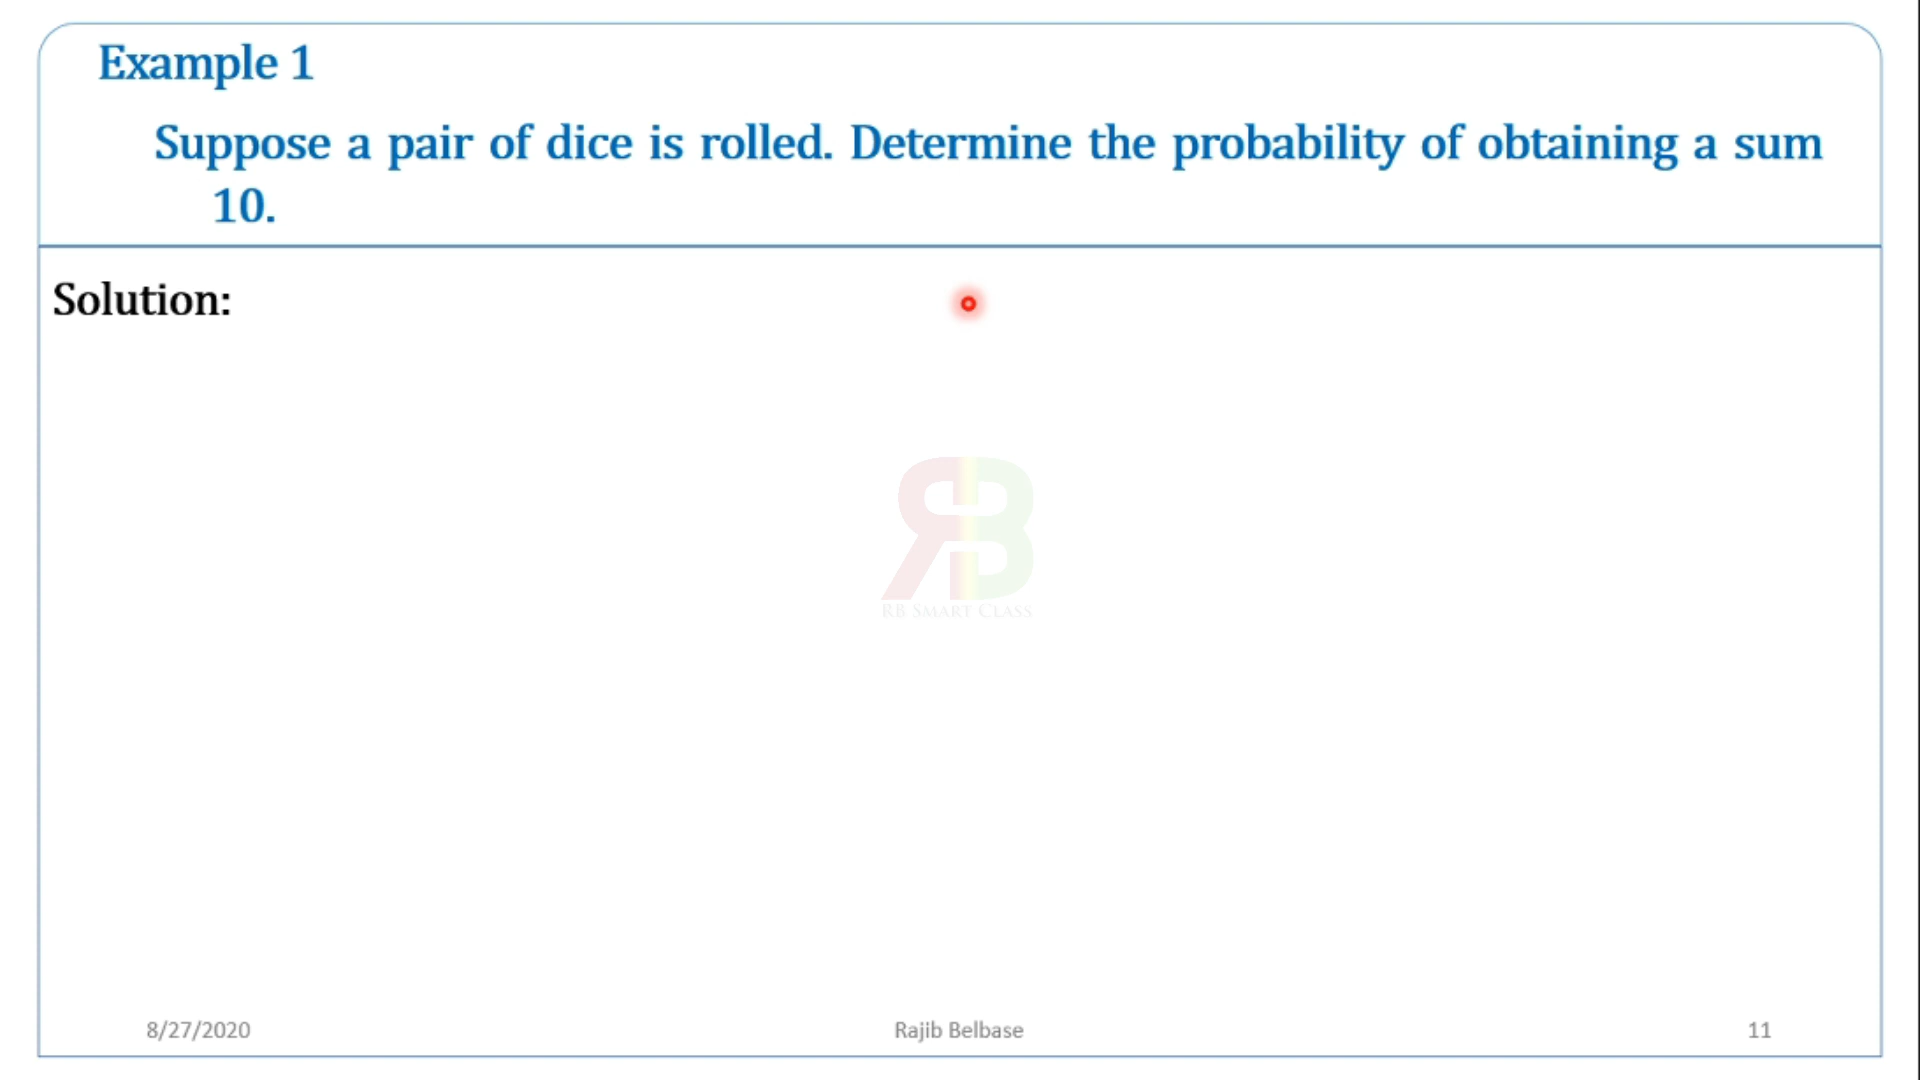 Example 1
Suppose a pair of dice is rolled. Determine the probability of obtaining a sum
10.
Solution:
RB SMART CLASS
8/27/2020
Rajib Belbase
11